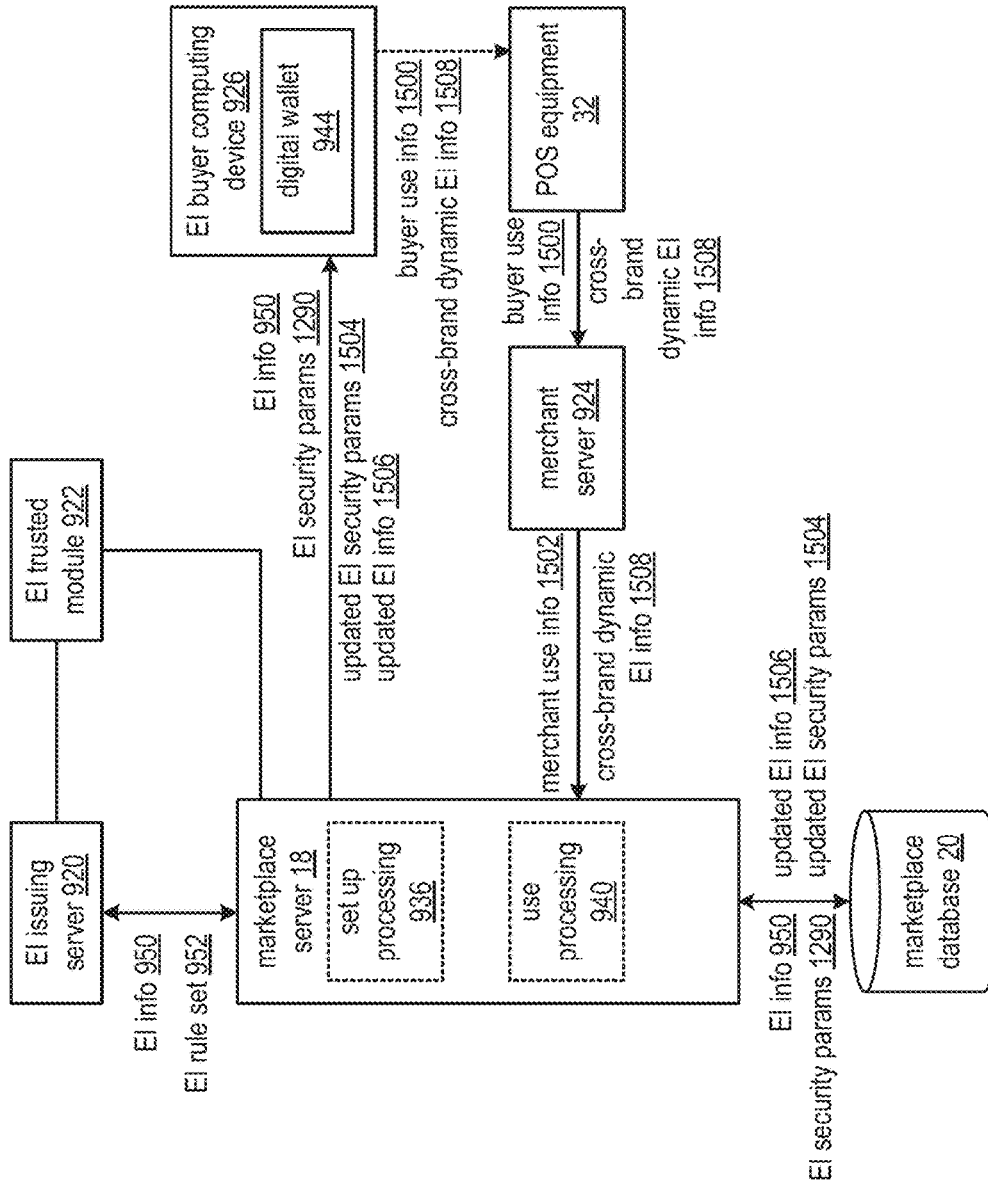 EI issuing
server 920
EI trusted
module 922
EI info 950
EI rule set 952
marketplace
server 18
set up
processing
936
use
processing
940
EI info 950
EI security params 1290
updated EI security params 1504
updated EI info 1506
EI buyer computing
device 926
digital wallet
944
buyer use info 1500
cross-brand dynamic EI info 1508
POS equipment
32
buyer use
info 1500
cross-
brand
dynamic EI
info 1508
merchant
server 924
merchant use info 1502
cross-brand dynamic
EI info 1508
EI info 950
EI security params 1290
updated EI info 1506
updated EI security params 1504
marketplace
database 20